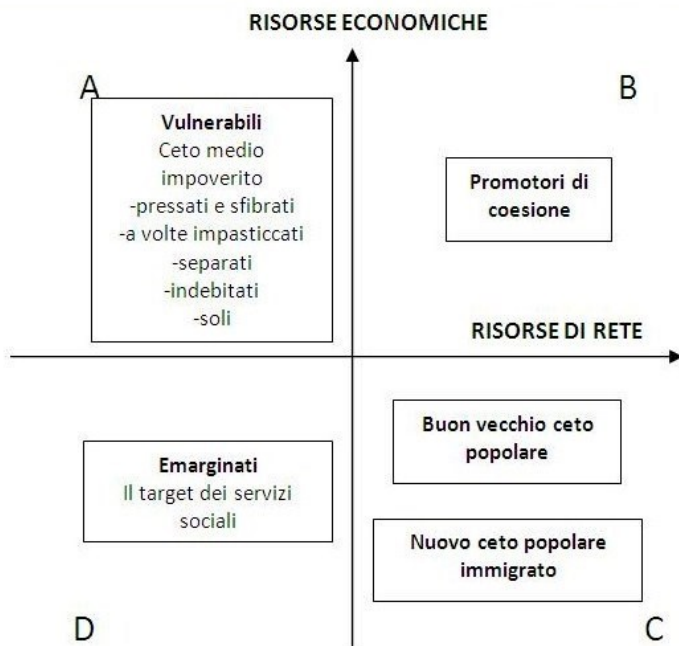 RISORSE ECONOMICHE
A
B
Vulnerabili
Ceto medio
impoverito
-pressati e sfibrati
-a volte impasticcati
-separati
-indebitati
-soli
Promotori di
coesione
RISORSE DI RETE
Buon vecchio ceto
popolare
Emarginati
Il target dei servizi
sociali
Nuovo ceto popolare
immigrato
D
C